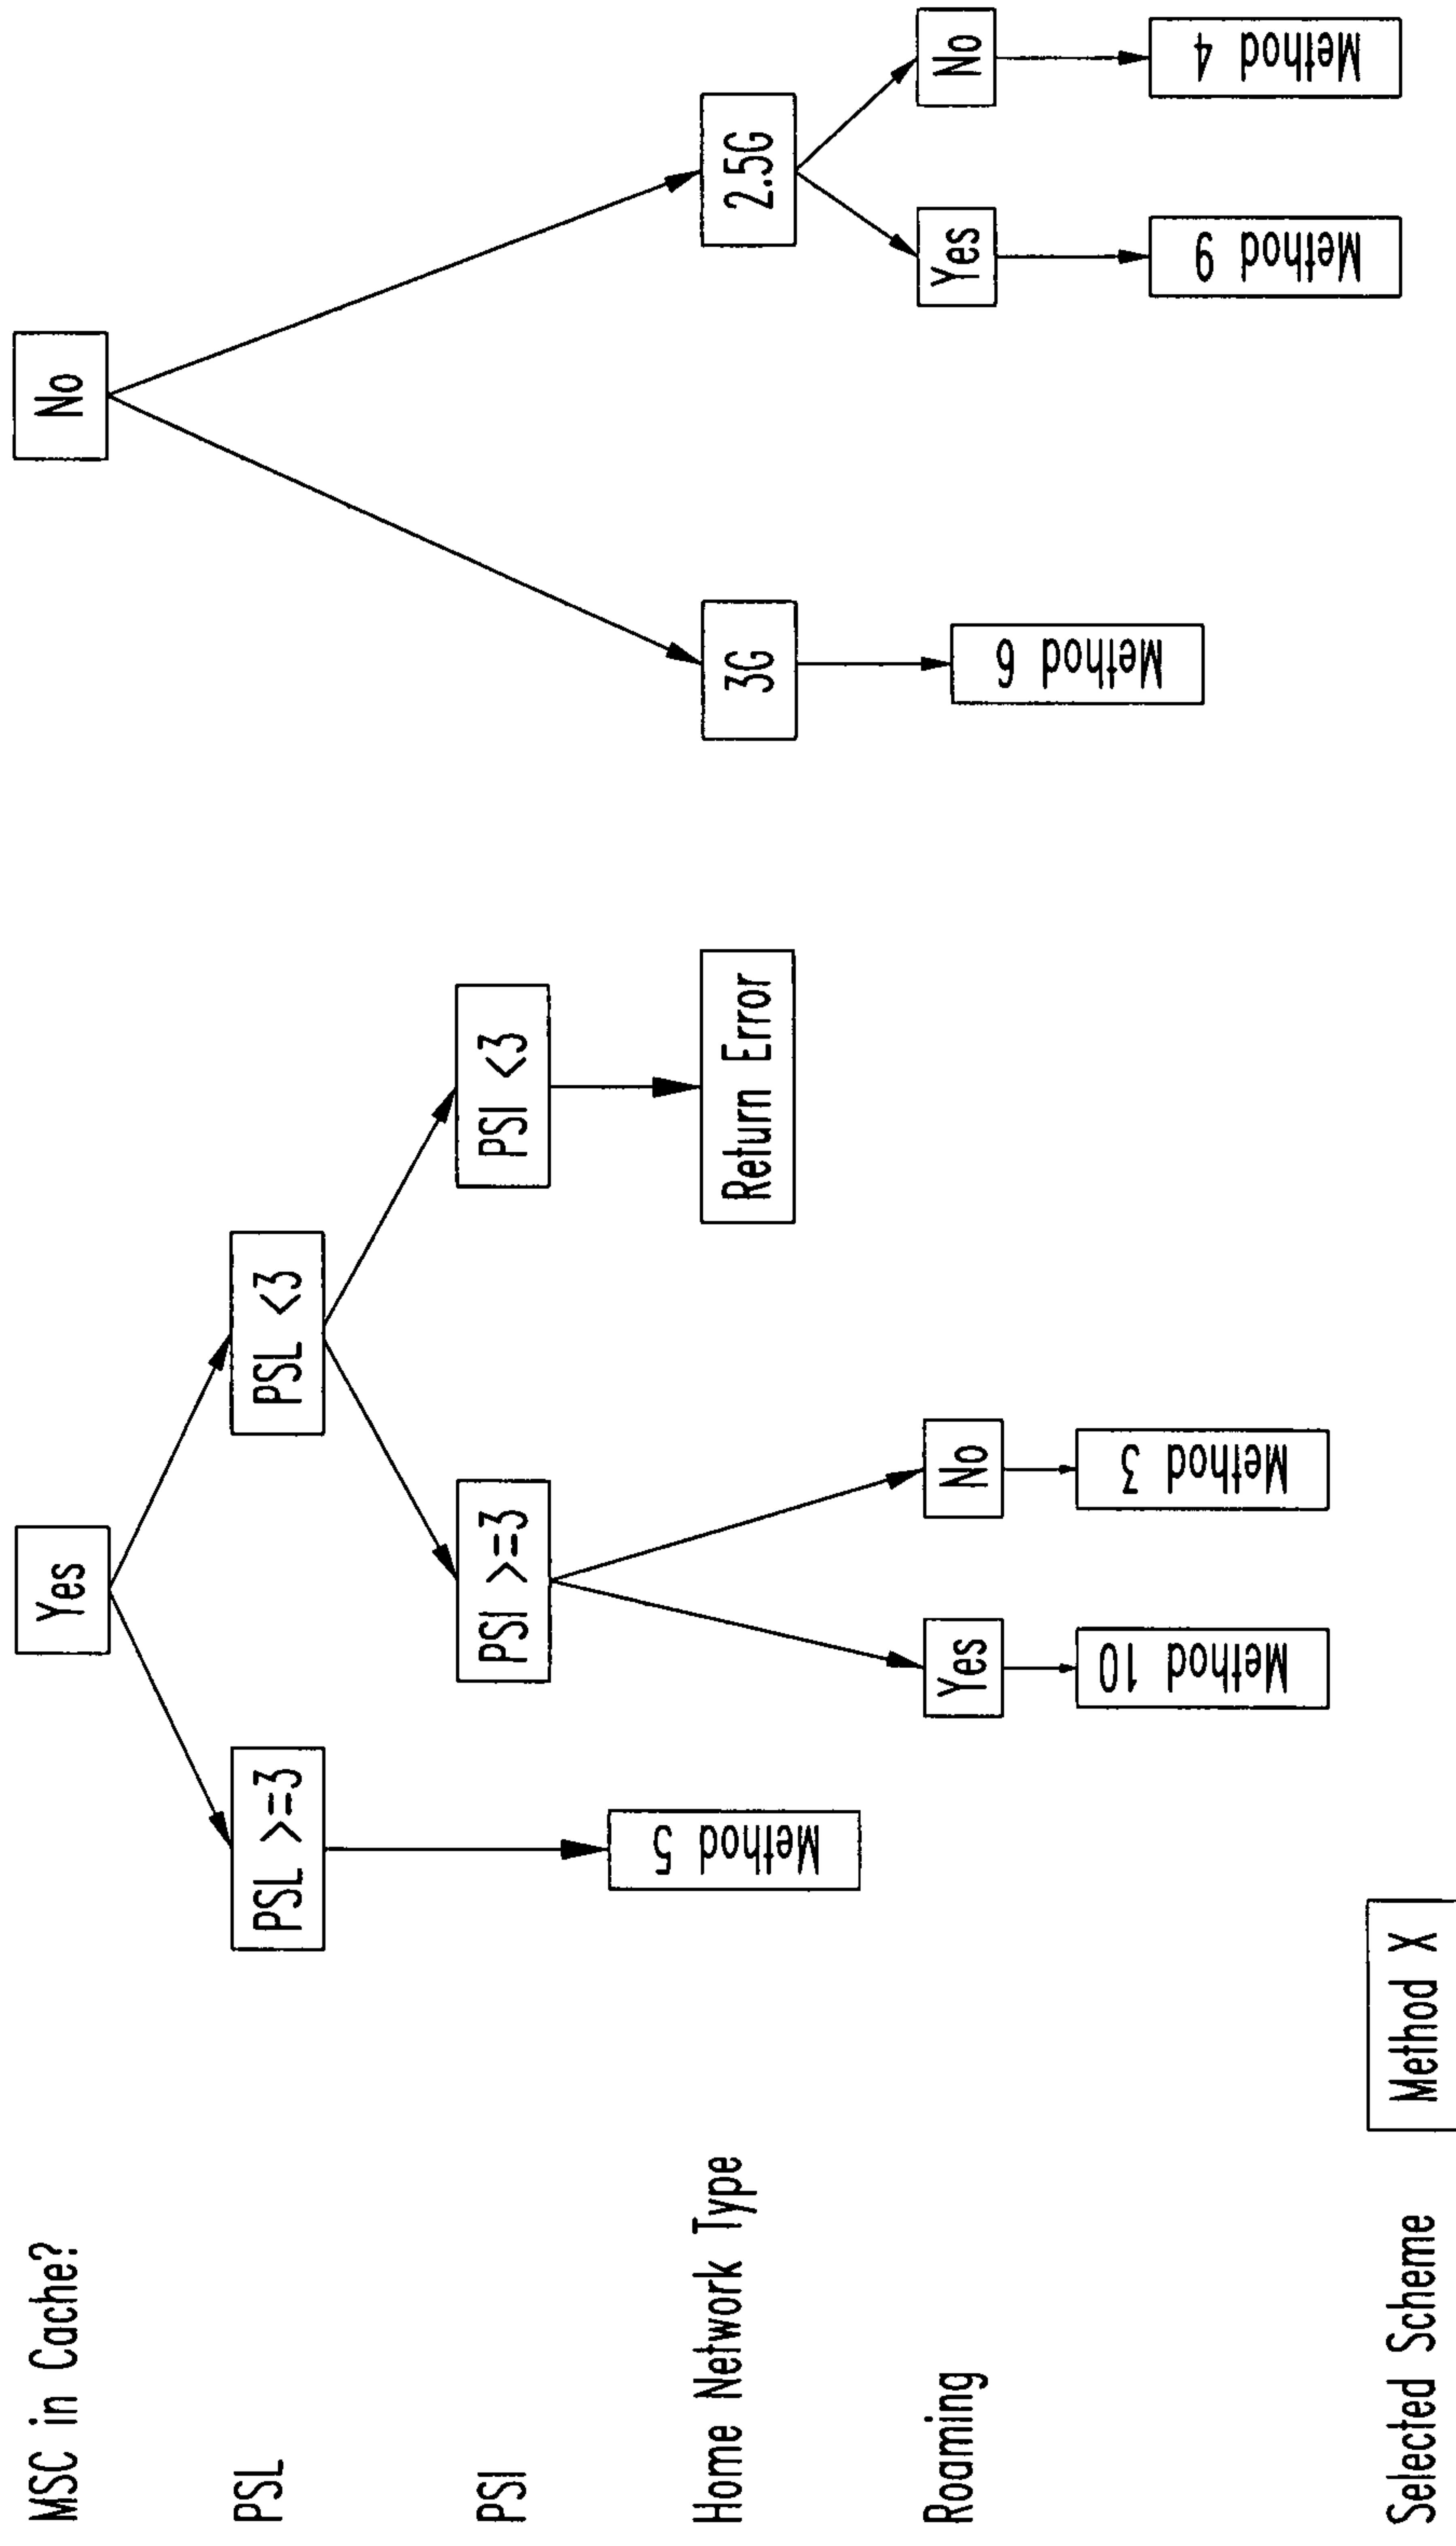 MSC in Cache?
Yes
No
PSL
PSL >=3
PSL <3
PSI
PSI >=3
PSI <3
Home Network Type
Method 5
Return Error
3G
2.5G
Roaming
Yes
No
Method 6
Yes
No
Method 10
Method 3
Method 9
Method 4
Selected Scheme
Method X